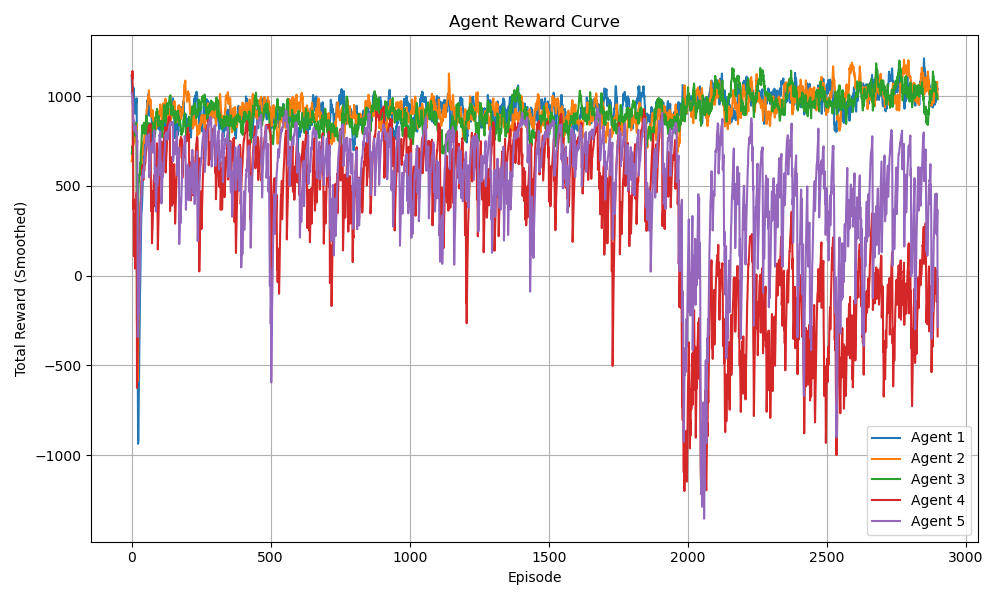 Agent Reward Curve
Total Reward (Smoothed)
1000
500
0
−500
−1000
0
500
1000
1500
2000
2500
3000
Episode
Agent 1
Agent 2
Agent 3
Agent 4
Agent 5